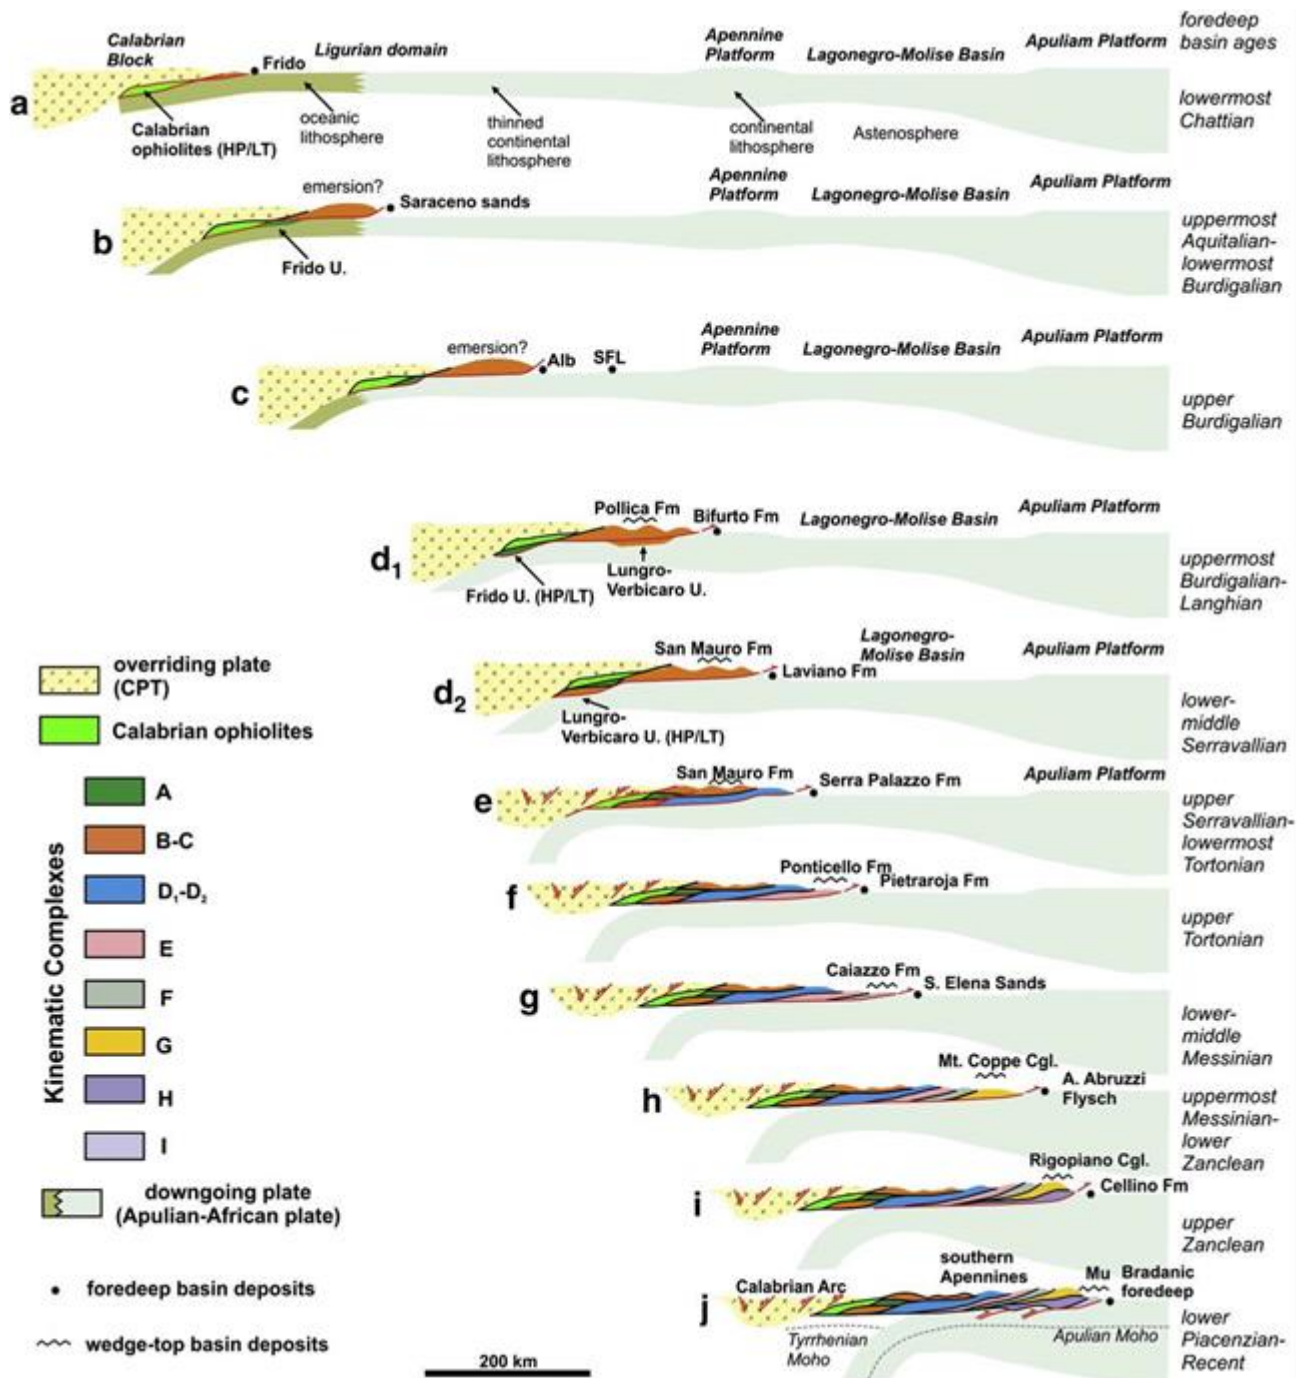 foredeep
basin ages
Calabrian
Block
Ligurian domain
Apennine
Platform
Lagonegro-Molise Basin
Apuliam Platform
Frido
a
Calabrian
ophiolites (HP/LT)
oceanic
lithosphere
thinned
continental
lithosphere
continental
lithosphere
Astenosphere
lowermost
Chattian
emersion?
Saraceno sands
Apennine
Platform
Lagonegro-Molise Basin
Apuliam Platform
b
Frido U.
uppermost
Aquitalian-
lowermost
Burdigalian
emersion?
Alb
SFL
Apennine
Platform
Lagonegro-Molise Basin
Apuliam Platform
c
upper
Burdigalian
Pollica Fm
Bifurto Fm
Lagonegro-Molise Basin
Apuliam Platform
d1
Frido U. (HP/LT)
Lungro-
Verbicaro U.
uppermost
Burdigalian-
Langhian
San Mauro Fm
Laviano Fm
Lagonegro-
Molise Basin
Apuliam Platform
d2
Lungro-
Verbicaro U. (HP/LT)
lower-
middle
Serravallian
San Mauro Fm
Serra Palazzo Fm
Apuliam Platform
e
upper
Serravallian-
lowermost
Tortonian
Ponticello Fm
Pietraroja Fm
f
upper
Tortonian
Caiazzo Fm
S. Elena Sands
g
lower-
middle
Messinian
Mt. Coppe Cgl.
A. Abruzzi
Flysch
h
uppermost
Messinian-
lower
Zanclean
Rigopiano Cgl.
Cellino Fm
i
upper
Zanclean
Calabrian Arc
southern
Apennines
Mu
Bradanic
foredeep
j
Tyrrhenian
Moho
Apulian Moho
lower
Piacenzian-
Recent
200 km
overriding plate
(CPT)
Calabrian ophiolites
Kinematic Complexes
A
B-C
D1-D2
E
F
G
H
I
downgoing plate
(Apulian-African plate)
foredeep basin deposits
wedge-top basin deposits